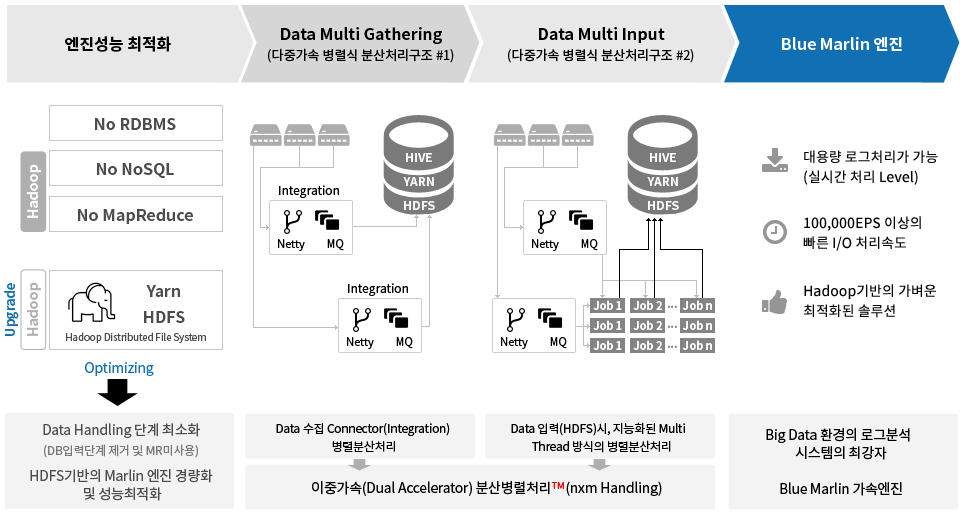 엔진성능 최적화
Data Multi Gathering
(다중가속 병렬식 분산처리구조 #1)
Data Multi Input
(다중가속 병렬식 분산처리구조 #2)
Blue Marlin 엔진
Hadoop
No RDBMS
No NoSQL
No MapReduce
Upgrade
Hadoop
Yarn
HDFS
Hadoop Distributed File System
Optimizing
Data Handling 단계 최소화
(DB입력단계 제거 및 MR미사용)
HDFS기반의 Marlin 엔진 경량화
및 성능최적화
HIVE
YARN
HDFS
Integration
Netty
MQ
Integration
Netty
MQ
Data 수집 Connector(Integration)
병렬분산처리
HIVE
YARN
HDFS
Netty
MQ
Netty
MQ
Job 1 Job 2 ... Job n
Job 1 Job 2 ... Job n
Job 1 Job 2 ... Job n
Data 입력(HDFS)시, 지능화된 Multi
Thread 방식의 병렬분산처리
이중가속(Dual Accelerator) 분산병렬처리™(nxm Handling)
대용량 로그처리가 가능
(실시간 처리 Level)
100,000EPS 이상의
빠른 I/O 처리속도
Hadoop기반의 가벼운
최적화된 솔루션
Big Data 환경의 로그분석
시스템의 최강자
Blue Marlin 가속엔진